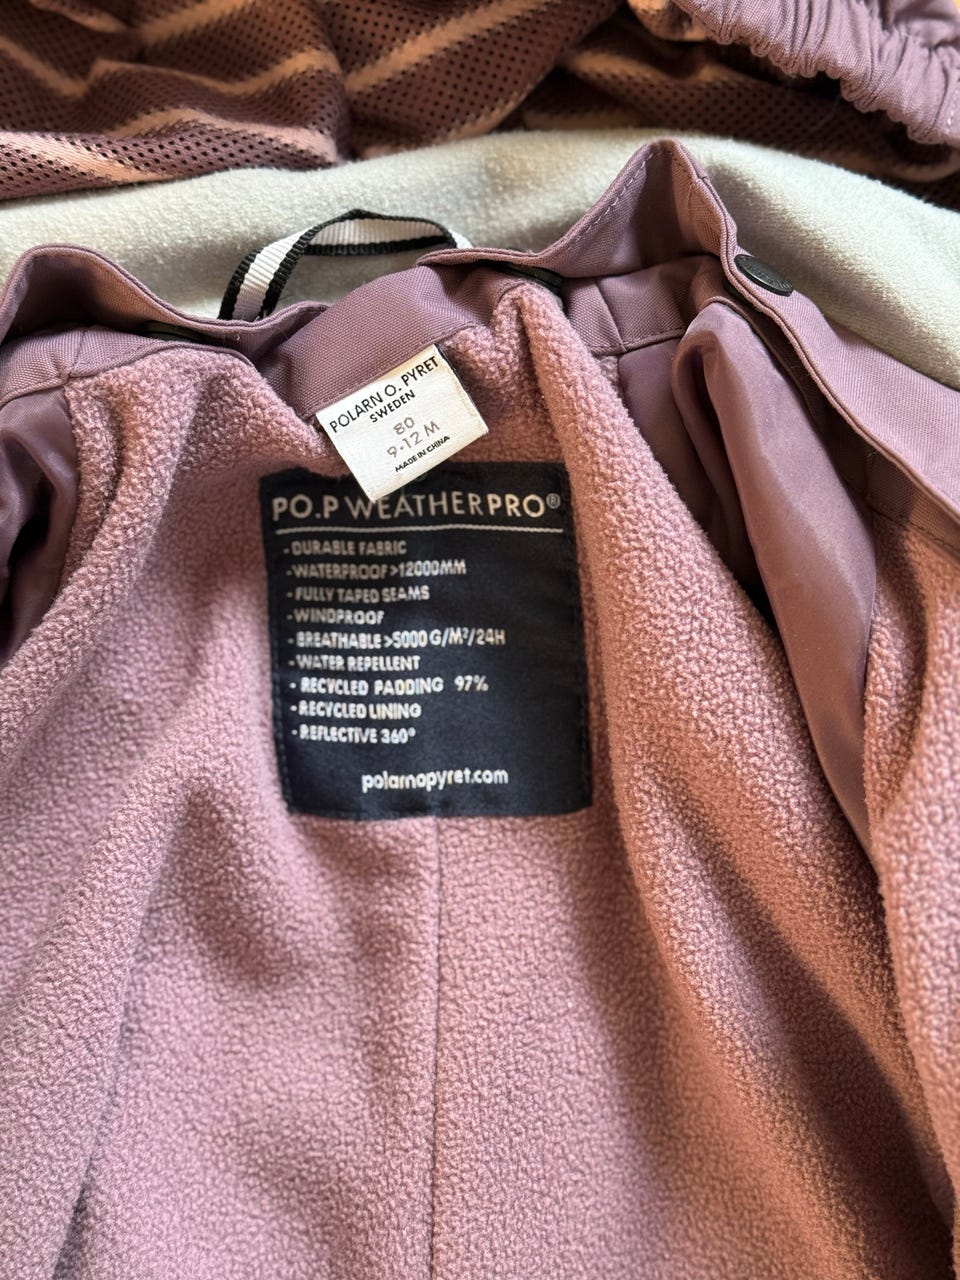 POLARN O. PYRET
SWEDEN
80
9-12 M
MADE IN CHINA
PO.P WEATHERPRO®
-DURABLE FABRIC
-WATERPROOF>12000MM
-FULLY TAPED SEAMS
-WINDPROOF
-BREATHABLE >5000 G/M²/24H
-WATER REPELLENT
-RECYCLED PADDING 97%
-RECYCLED LINING
-REFLECTIVE 360°
polarnopyret.com